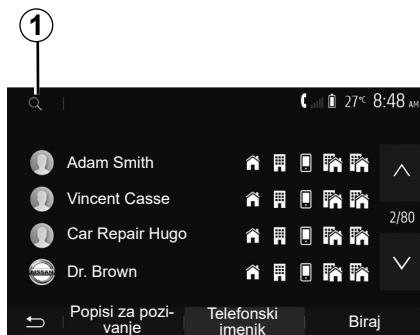 1
27°C 8:48 AM
Adam Smith
Vincent Casse
Car Repair Hugo
2/80
NISSAN Dr. Brown
Popisi za pozi-
vanje
Telefonski
imenik
Biraj